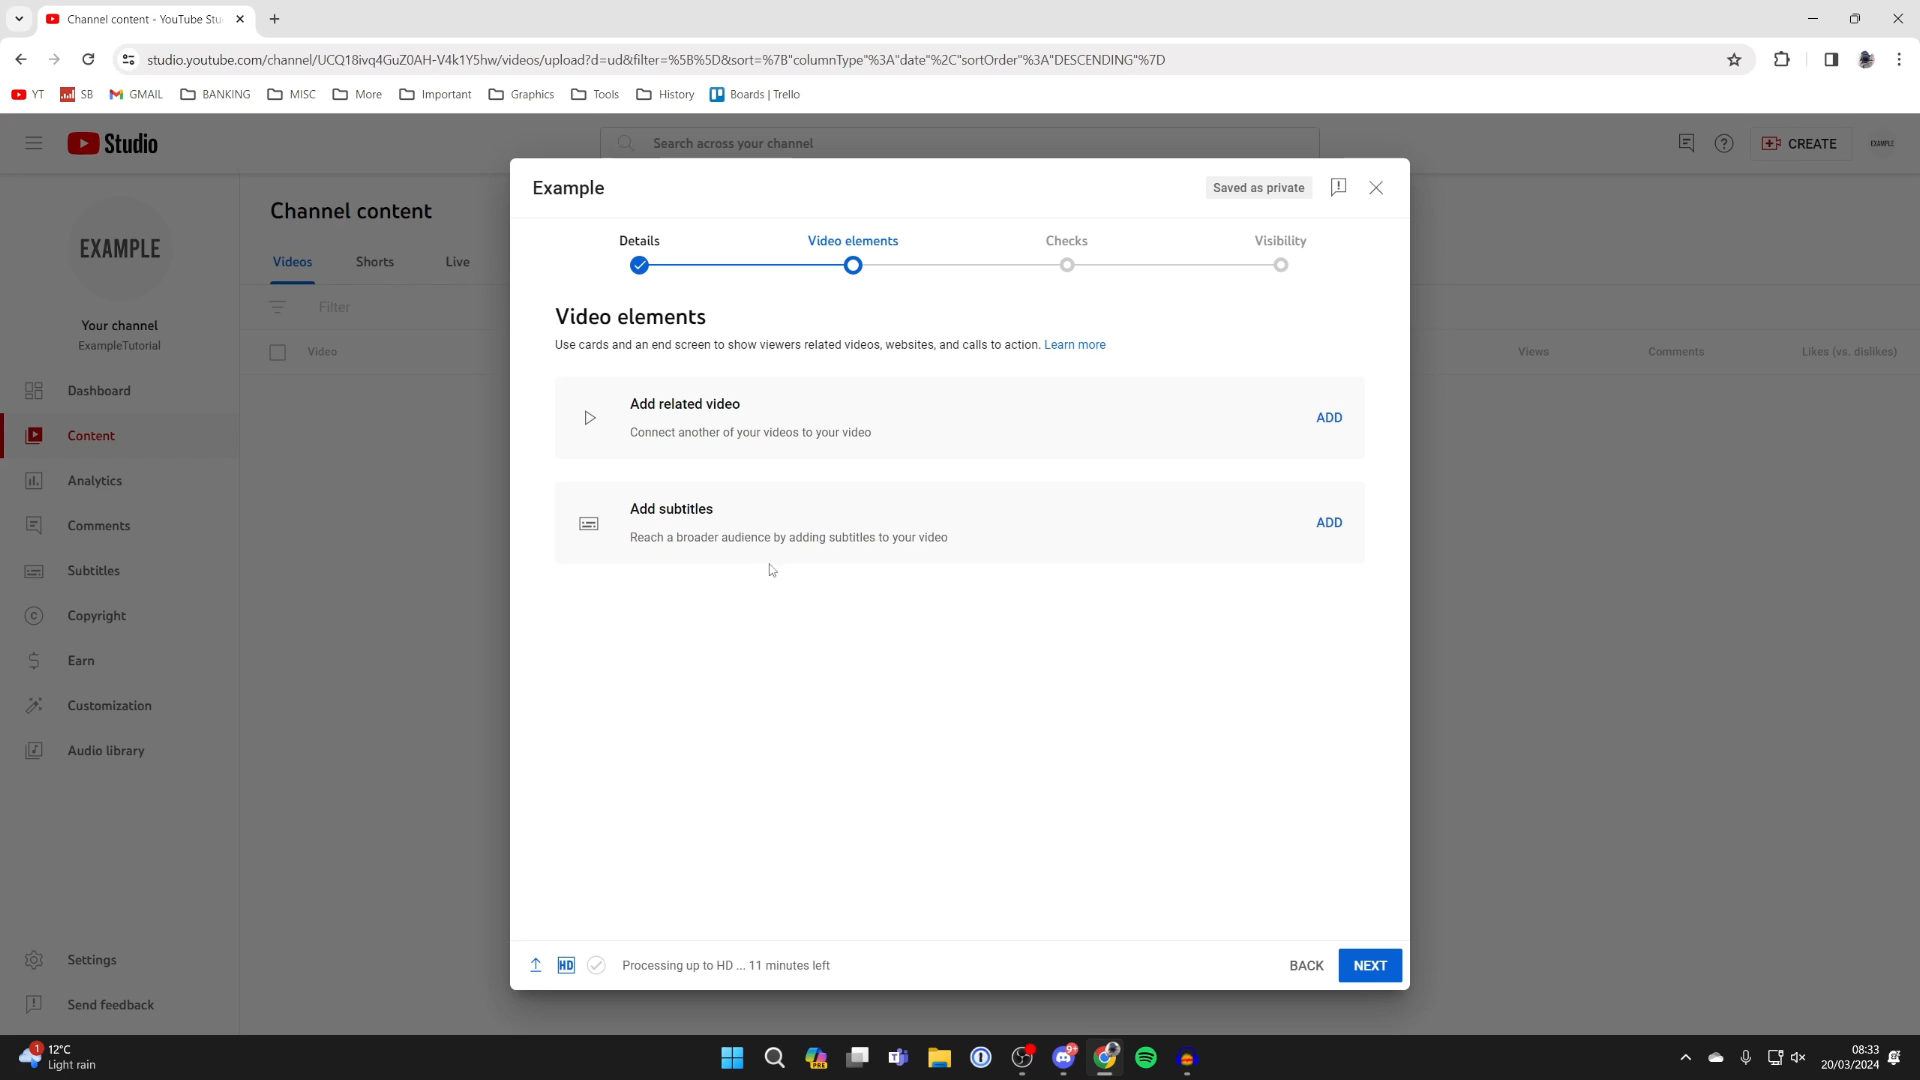 Channel content - YouTube Stu
studio.youtube.com/channel/UCQ18ivq4GuZ0AH-V4k1Y5hw/videos/upload?d=ud&filter=%5B%5D&sort=%7B"columnType"%3A"date"%2C"sortOrder"%3A"DESCENDING"%7D
YT SB GMAIL BANKING MISC More Important Graphics Tools History Boards | Trello
Studio
Search across your channel
CREATE
EXAMPLE
EXAMPLE
Your channel
ExampleTutorial
Dashboard
Content
Analytics
Comments
Subtitles
Copyright
Earn
Customization
Audio library
Settings
Send feedback
Channel content
Videos Shorts Live
Filter
Video
Views Comments Likes (vs. dislikes)
Example
Saved as private
Details Video elements Checks Visibility
Video elements
Use cards and an end screen to show viewers related videos, websites, and calls to action. Learn more
Add related video
Connect another of your videos to your video
ADD
Add subtitles
Reach a broader audience by adding subtitles to your video
ADD
HD Processing up to HD ... 11 minutes left
BACK NEXT
1
12°C
Light rain
PRE
9+
08:33
20/03/2024